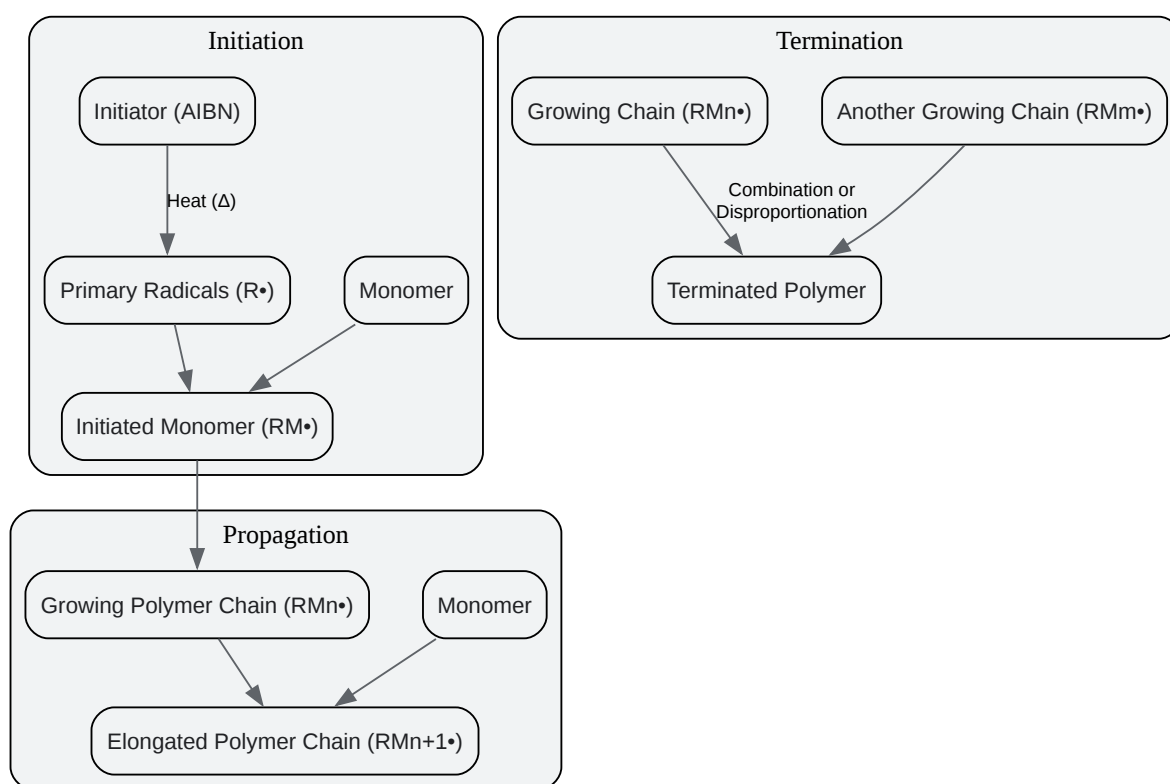 Initiation
Initiator (AIBN)
Heat (Δ)
Primary Radicals (R•)
Monomer
Initiated Monomer (RM•)
Propagation
Growing Polymer Chain (RMn•)
Monomer
Elongated Polymer Chain (RMn+1•)
Termination
Growing Chain (RMn•)
Another Growing Chain (RMm•)
Combination or
Disproportionation
Terminated Polymer